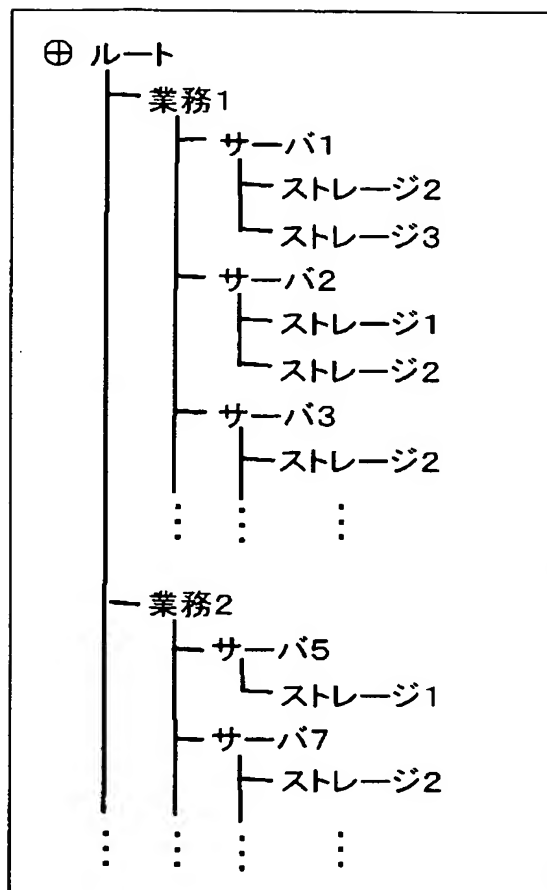 ⊕ ルート
業務1
サーバ1
ストレージ2
ストレージ3
サーバ2
ストレージ1
ストレージ2
サーバ3
ストレージ2
⋮ ⋮ ⋮
業務2
サーバ5
ストレージ1
サーバ7
ストレージ2
⋮ ⋮ ⋮ ⋮